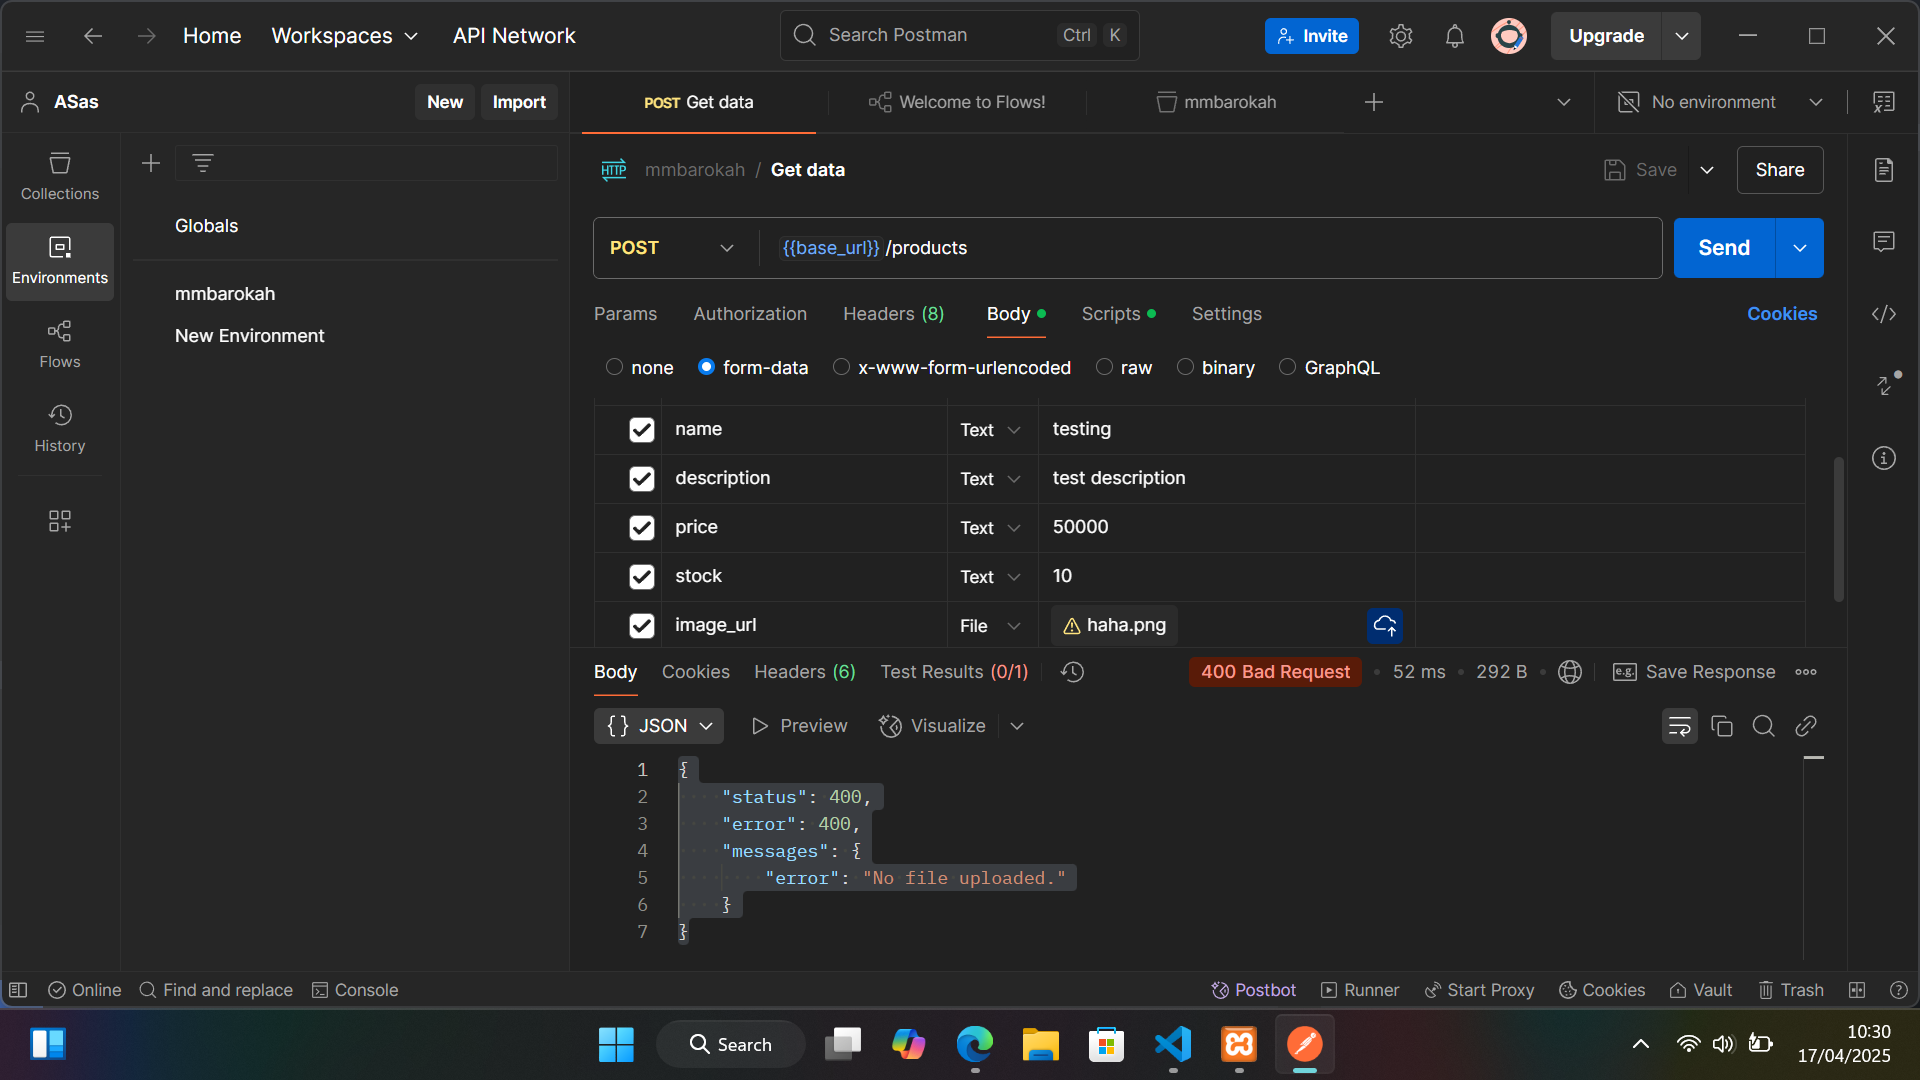 Home
Workspaces
API Network
Search Postman
Ctrl
K
Invite
Upgrade
ASas
New
Import
POST Get data
Welcome to Flows!
mmbarokah
No environment
Collections
Environments
Flows
History
Globals
mmbarokah
New Environment
HTTP
mmbarokah / Get data
Save
Share
POST
{{base_url}} /products
Send
Params
Authorization
Headers (8)
Body
Scripts
Settings
Cookies
none
form-data
x-www-form-urlencoded
raw
binary
GraphQL
name
Text
testing
description
Text
test description
price
Text
50000
stock
Text
10
image_url
File
haha.png
Body
Cookies
Headers (6)
Test Results (0/1)
400 Bad Request
52 ms
292 B
e.g.
Save Response
{} JSON
Preview
Visualize
1 {
2 "status": 400,
3 "error": 400,
4 "messages": {
5 "error": "No file uploaded."
6 }
7 }
Online
Find and replace
Console
Postbot
Runner
Start Proxy
Cookies
Vault
Trash
Search
10:30
17/04/2025